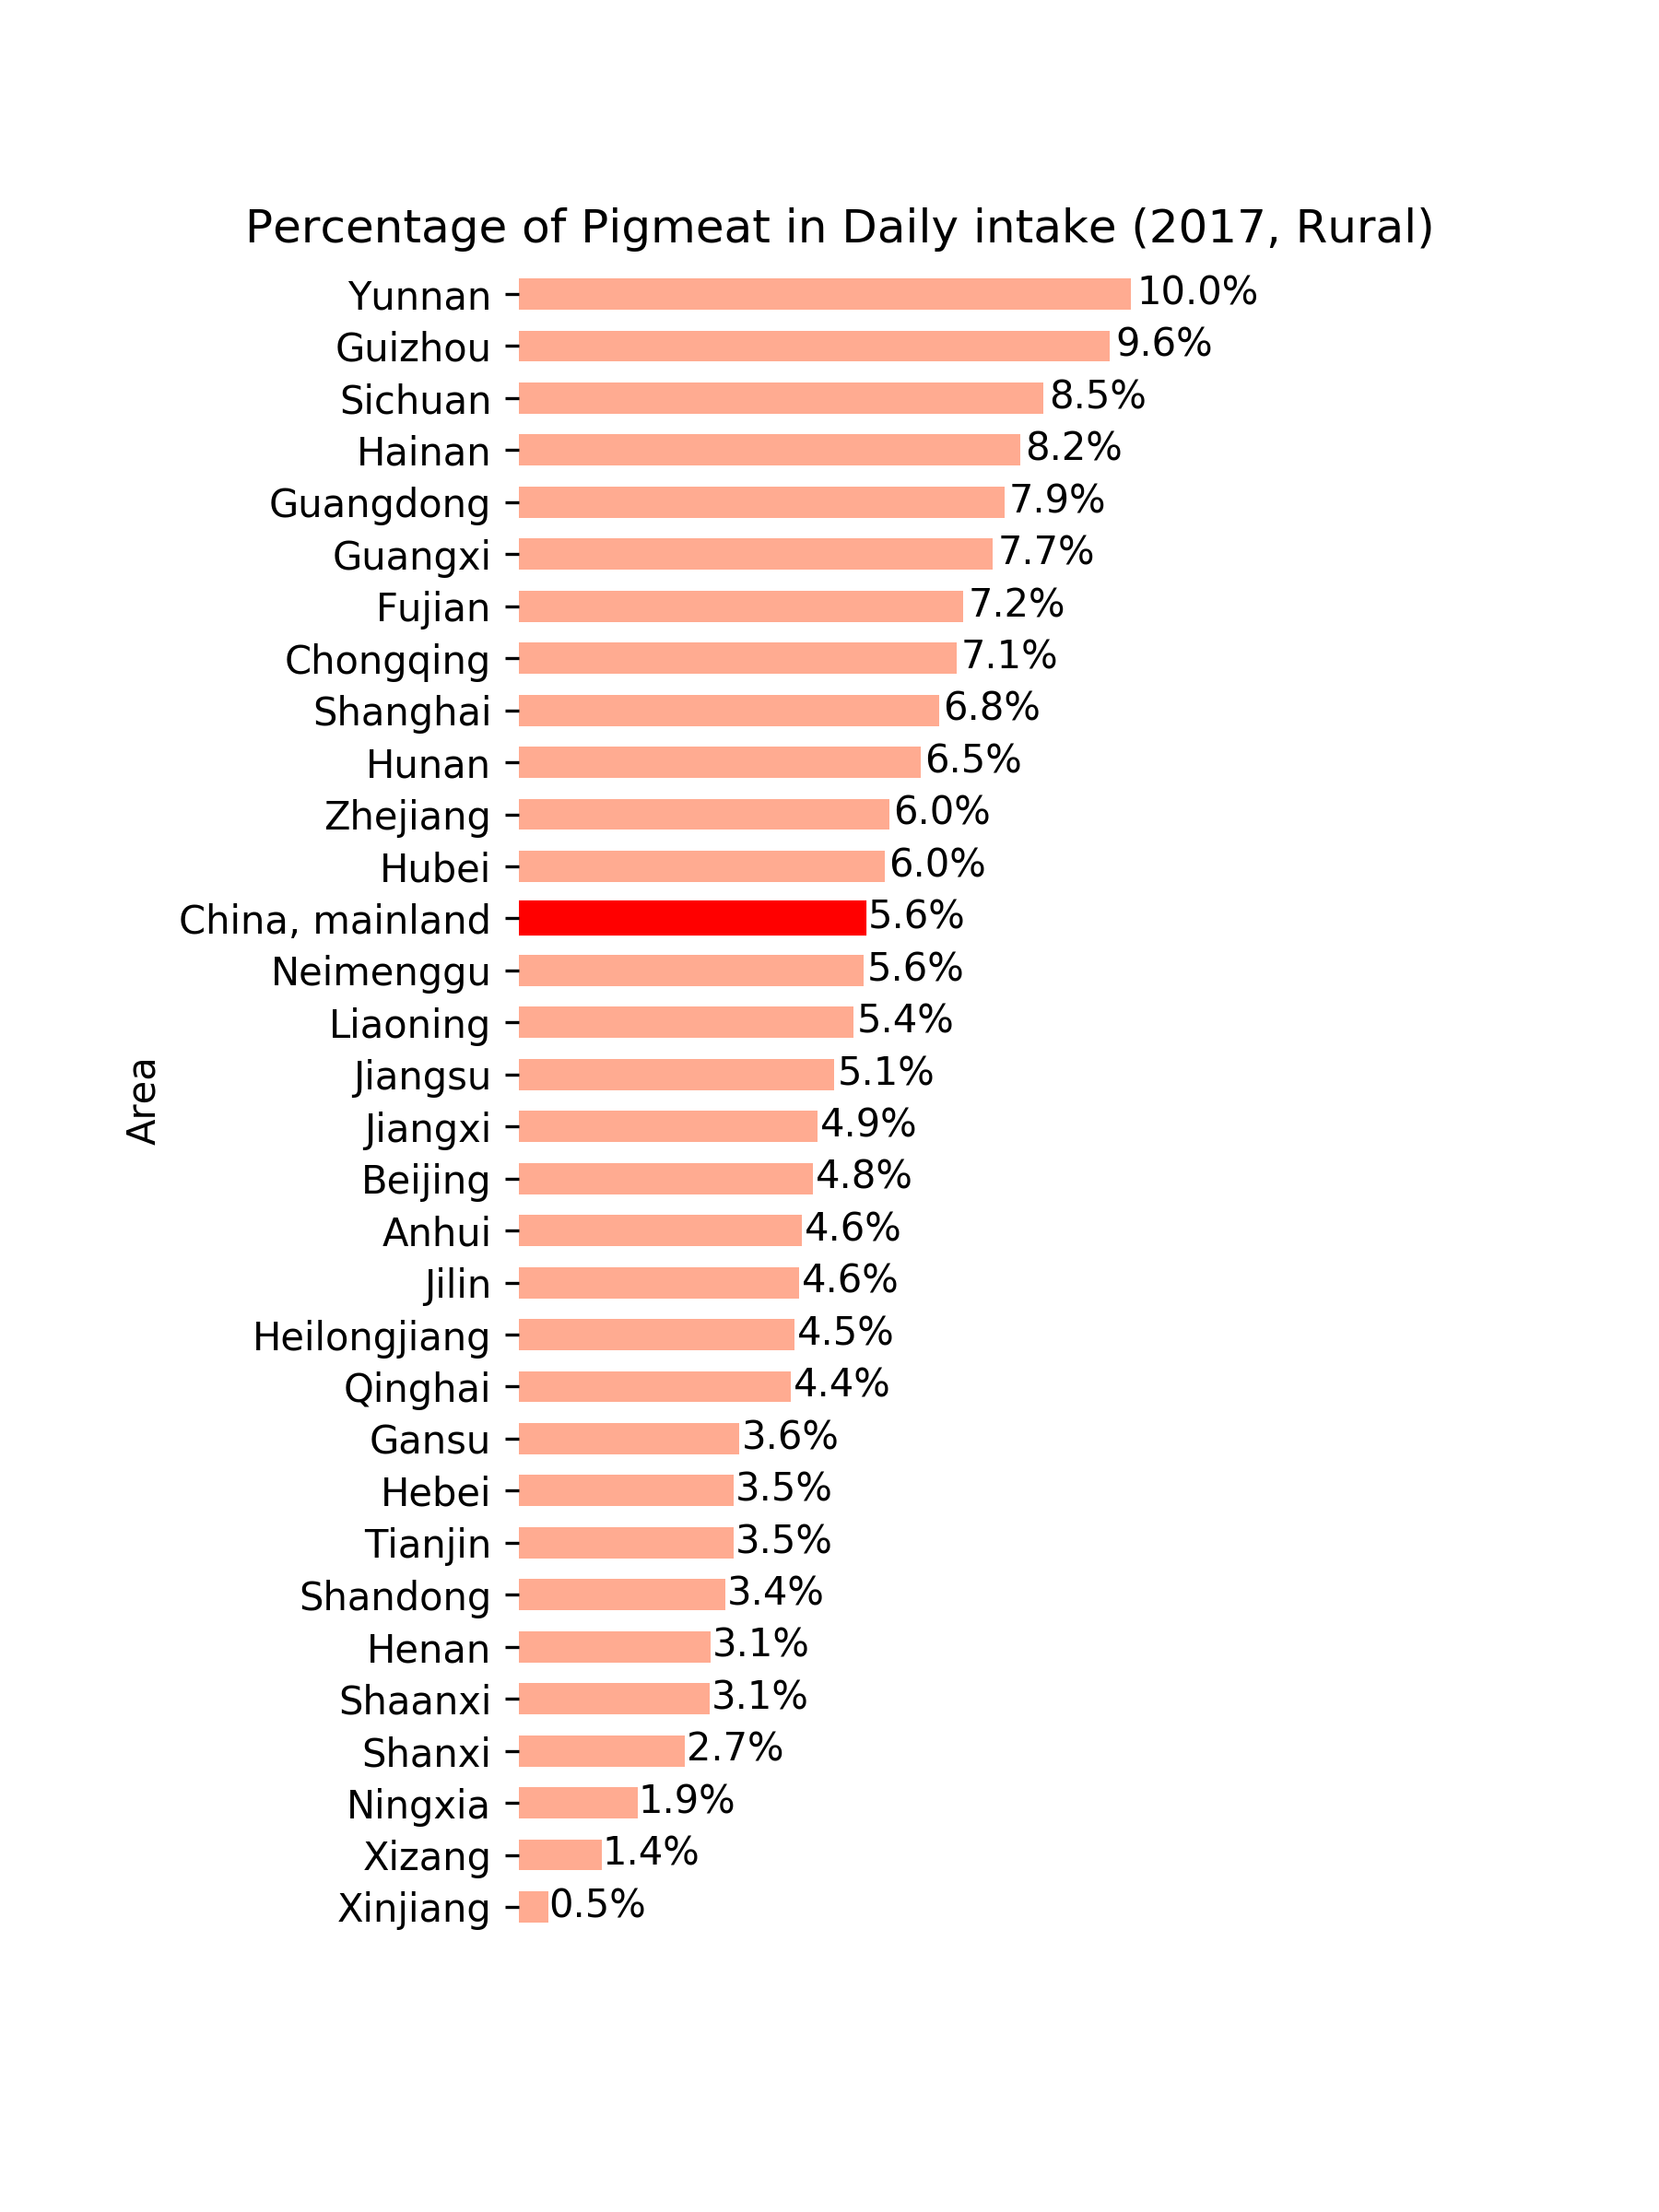 Percentage of Pigmeat in Daily intake (2017, Rural)
Yunnan 10.0%
Guizhou 9.6%
Sichuan 8.5%
Hainan 8.2%
Guangdong 7.9%
Guangxi 7.7%
Fujian 7.2%
Chongqing 7.1%
Shanghai 6.8%
Hunan 6.5%
Zhejiang 6.0%
Hubei 6.0%
China, mainland 5.6%
Neimenggu 5.6%
Liaoning 5.4%
Jiangsu 5.1%
Jiangxi 4.9%
Beijing 4.8%
Anhui 4.6%
Jilin 4.6%
Heilongjiang 4.5%
Qinghai 4.4%
Gansu 3.6%
Hebei 3.5%
Tianjin 3.5%
Shandong 3.4%
Henan 3.1%
Shaanxi 3.1%
Shanxi 2.7%
Ningxia 1.9%
Xizang 1.4%
Xinjiang 0.5%
Area